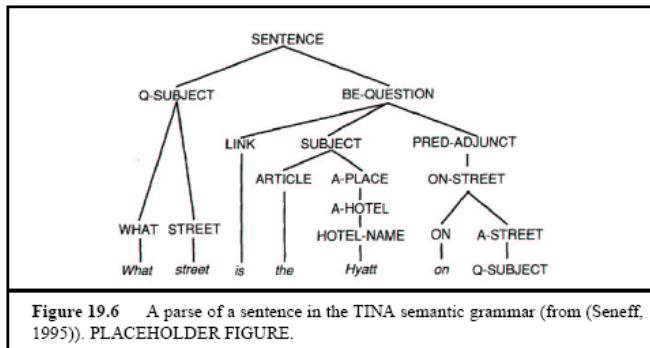 SENTENCE
Q-SUBJECT BE-QUESTION
LINK SUBJECT PRED-ADJUNCT
ARTICLE A-PLACE ON-STREET
A-HOTEL
WHAT STREET HOTEL-NAME ON A-STREET
What street is the Hyatt on Q-SUBJECT
Figure 19.6 A parse of a sentence in the TINA semantic grammar (from (Seneff,
1995)). PLACEHOLDER FIGURE.